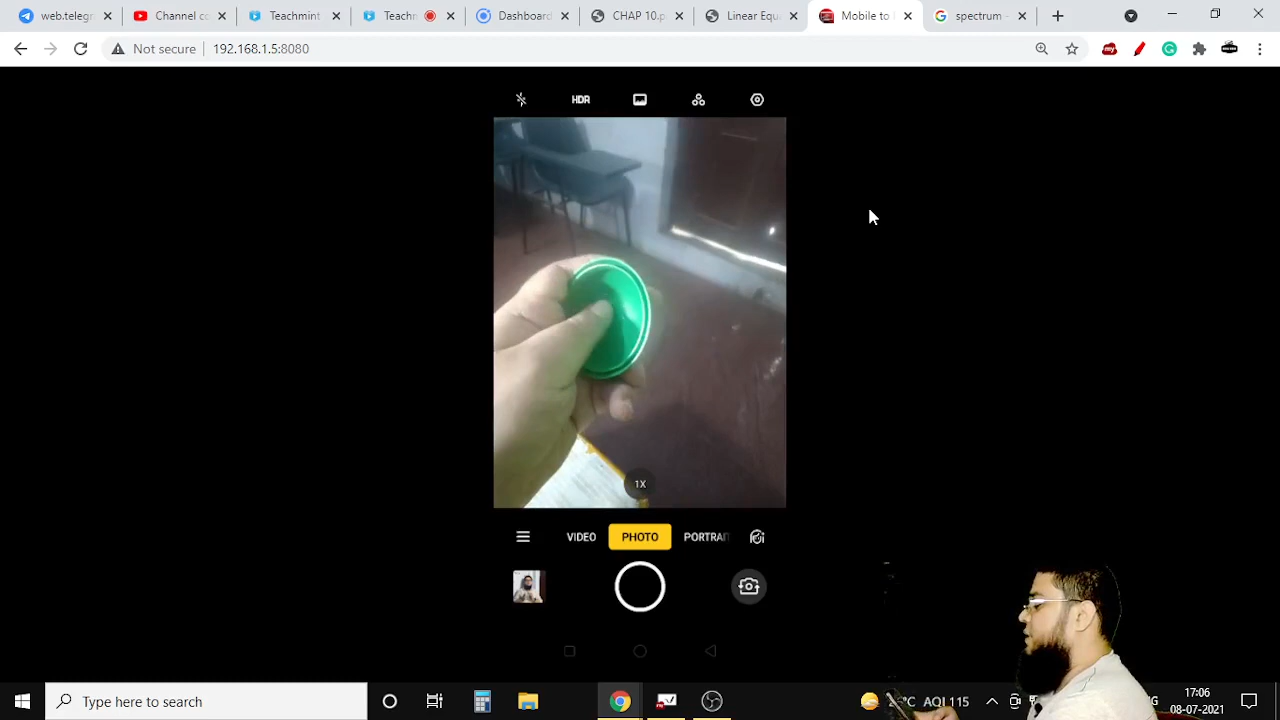 web.telegr
Channel c
Teachmint
Teachm
Dashboard
CHAP 10.p
Linear Equ
Mobile to
spectrum
Not secure
192.168.1.5:8080
HDR
1X
VIDEO
PHOTO
PORTRAI
Type here to search
AQI 115
17:06
08-07-2021